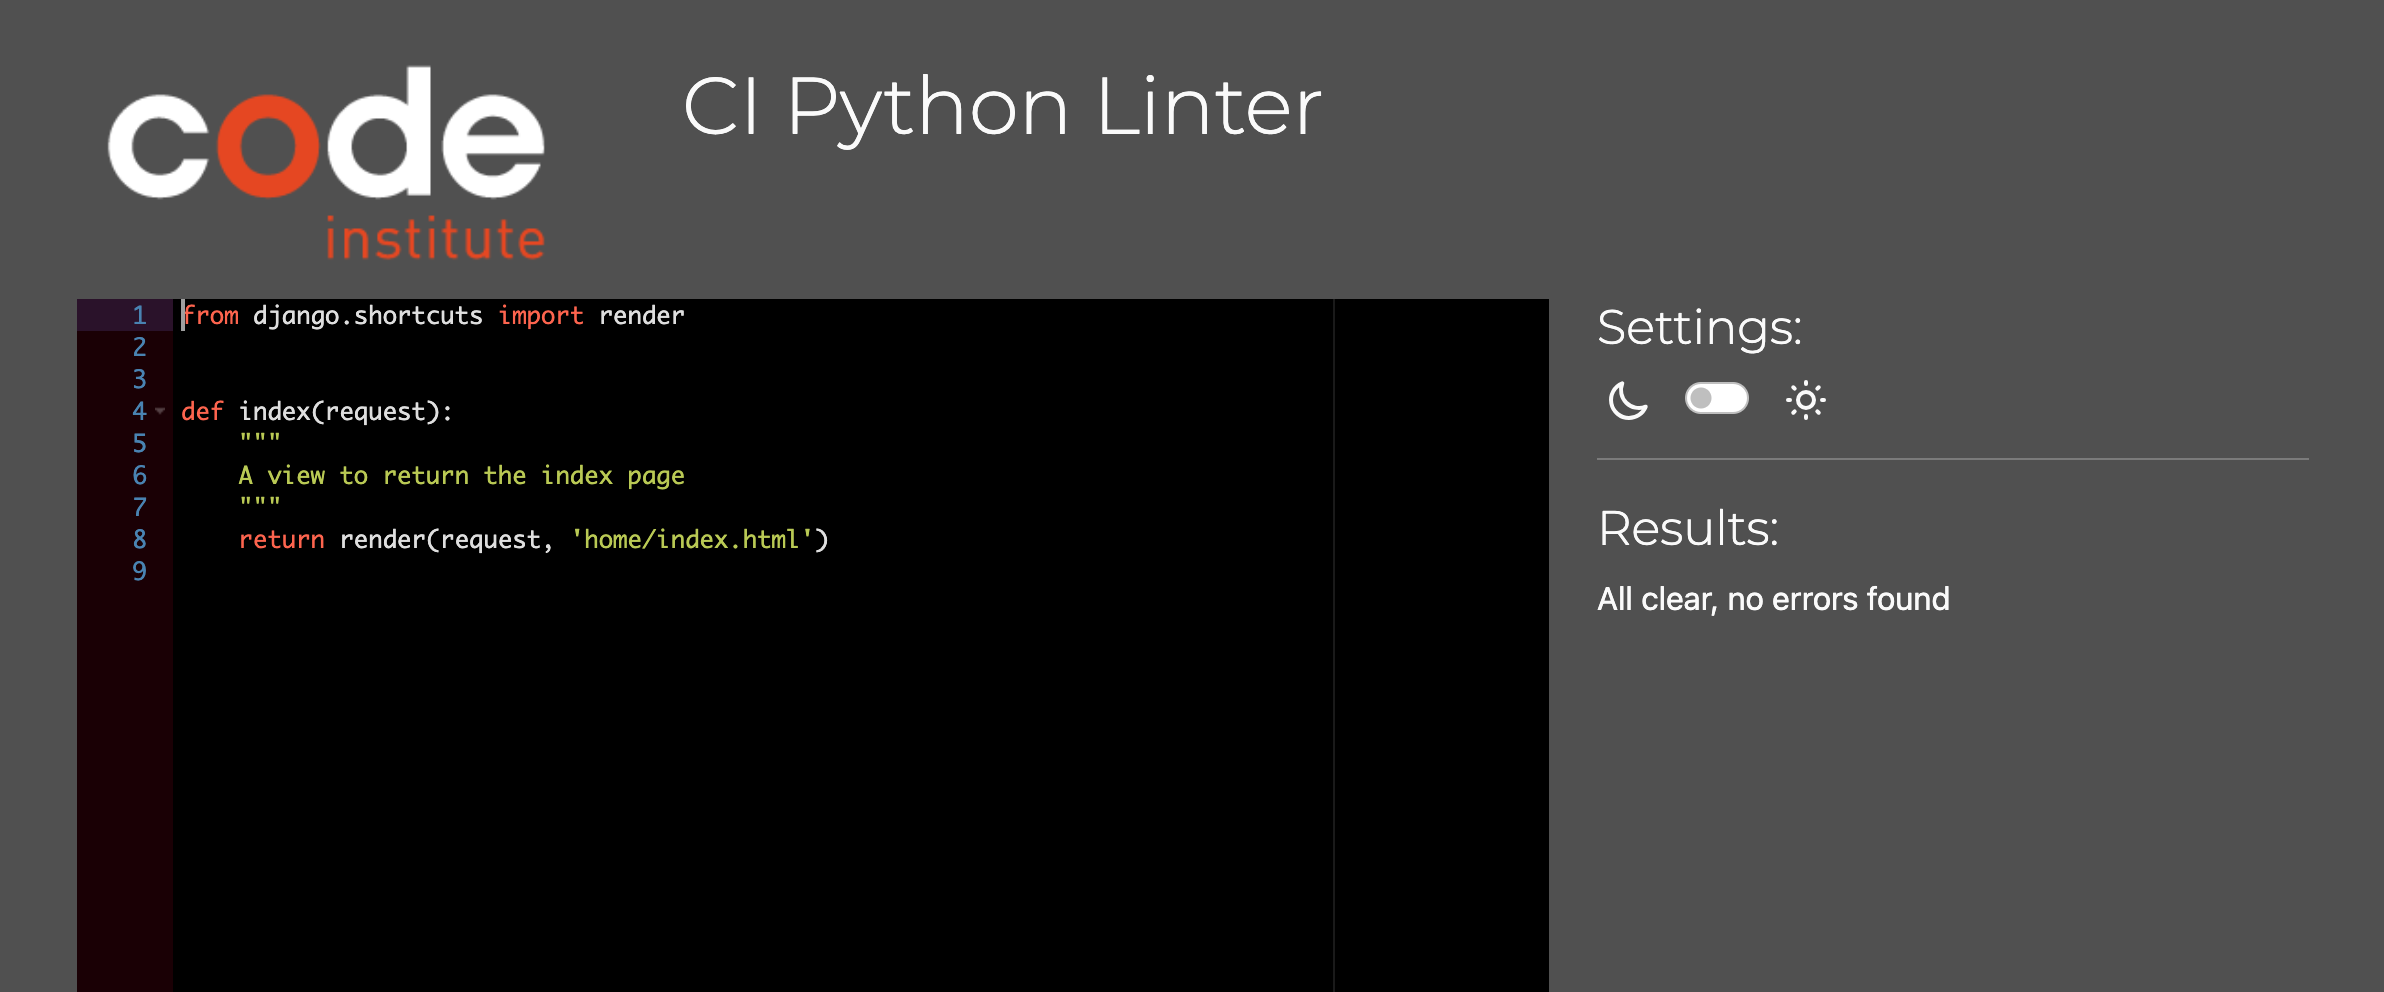 code
institute
CI Python Linter
1 from django.shortcuts import render
2
3
4 def index(request):
5     """
6     A view to return the index page
7     """
8     return render(request, 'home/index.html')
9
Settings:
Results:
All clear, no errors found